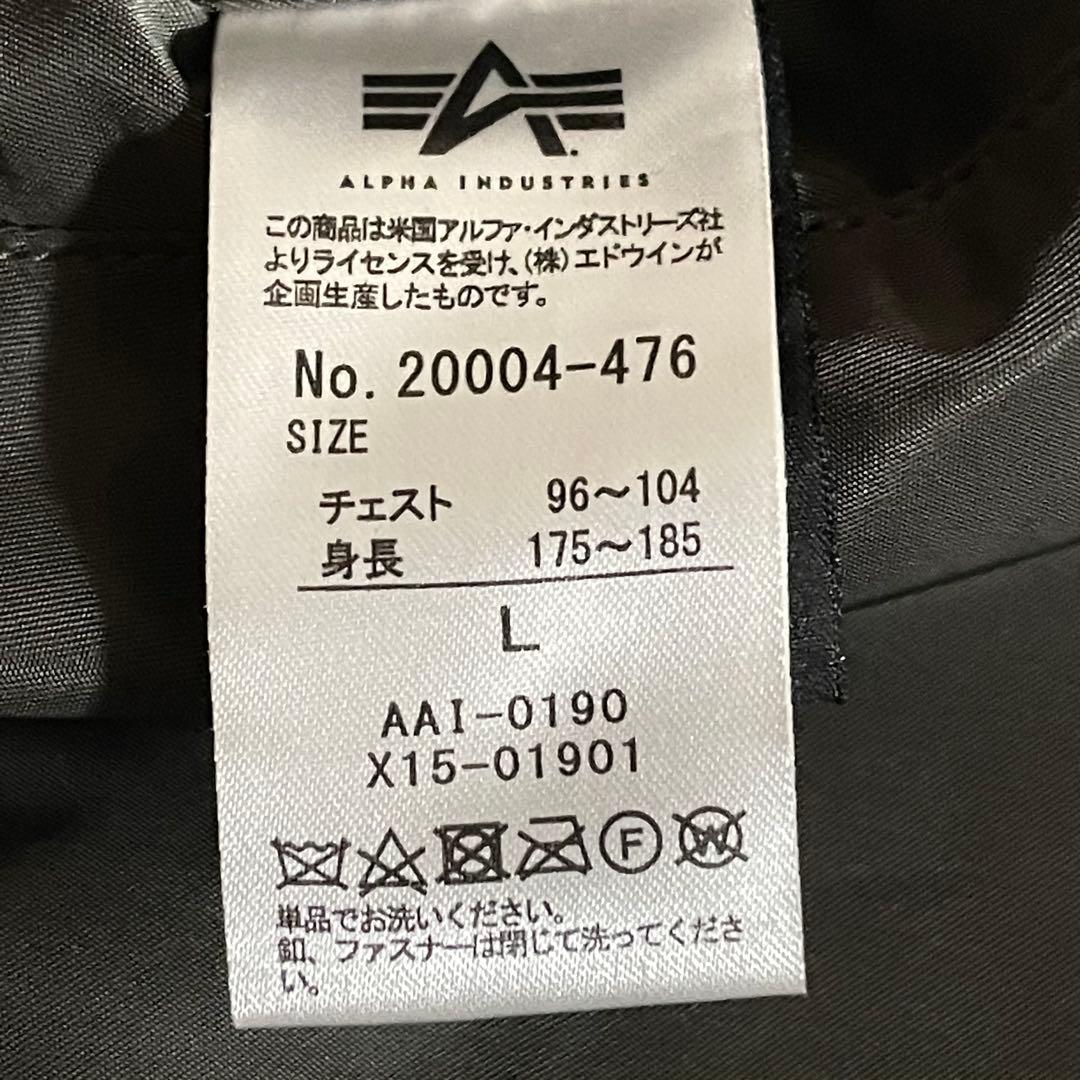 ALPHA INDUSTRIES
この商品は米国アルファ・インダストリーズ社
よりライセンスを受け、(株)エドウインが
企画生産したものです。
No. 20004-476
SIZE
チェスト 96〜104
身長 175〜185
L
AAI-0190
X15-01901
F W
単品でお洗いください。
釦、ファスナーは閉じて洗ってくださ
い。